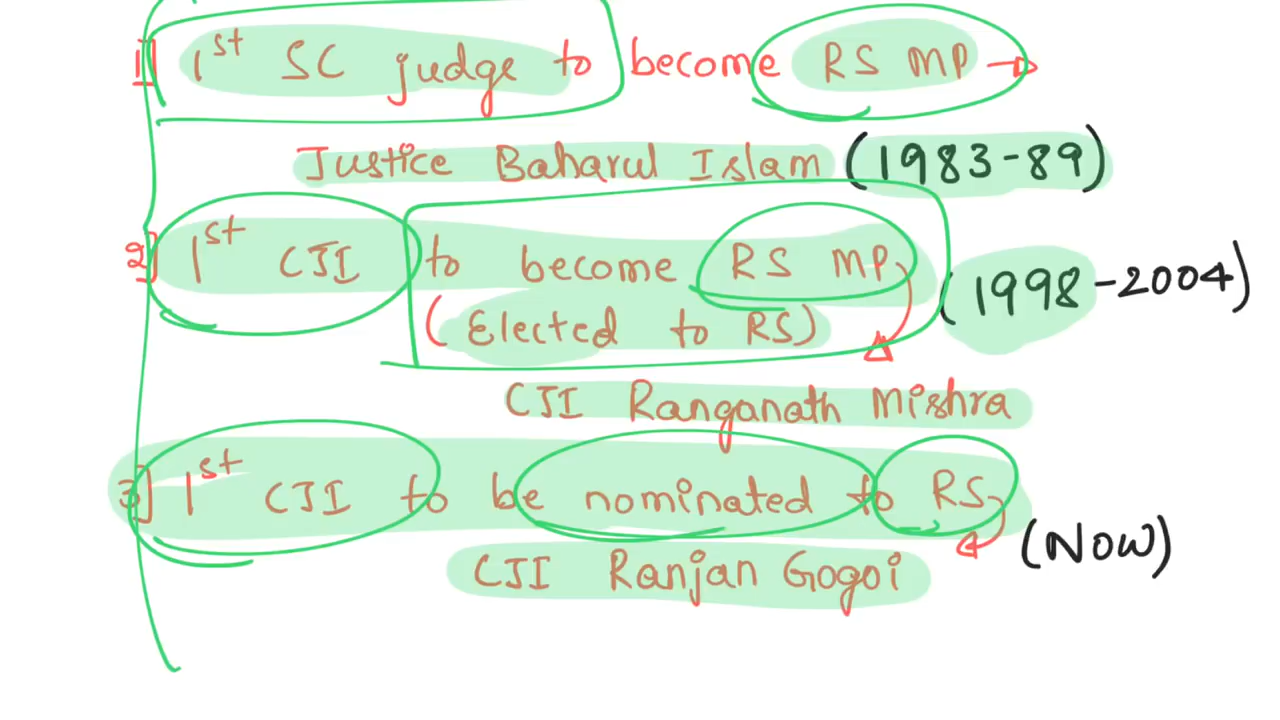 1] 1st SC judge to become RS MP →
Justice Baharul Islam (1983-89)
2] 1st CJI to become RS MP
(Elected to RS) (1998-2004)
CJI Ranganath Mishra
3] 1st CJI to be nominated to RS
CJI Ranjan Gogoi (NOW)